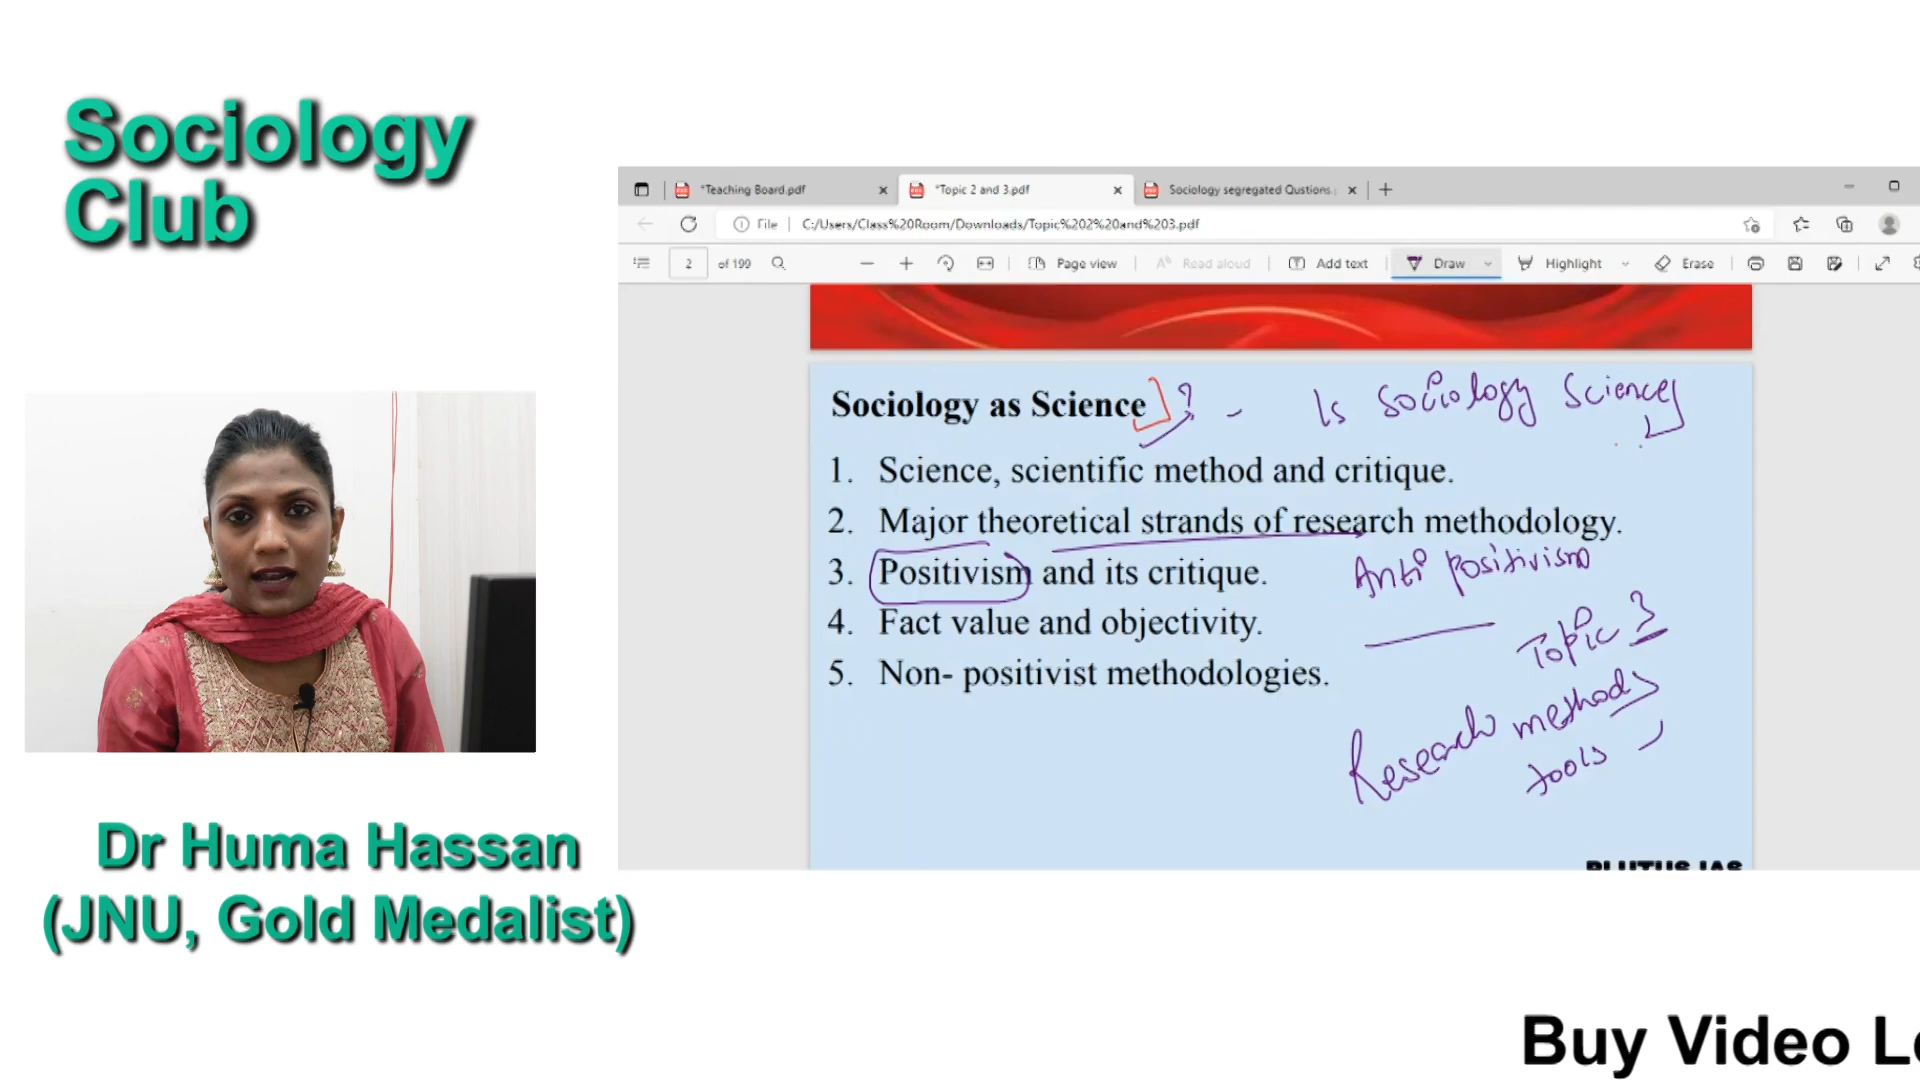 Sociology
Club
*Teaching Board.pdf
*Topic 2 and 3.pdf
Sociology segregated Qustions.
File
C:/Users/Class%20Room/Downloads/Topic%202%20and%203.pdf
2 of 199
Page view
Read aloud
Add text
Draw
Highlight
Erase
Sociology as Science ? - Is Sociology Science
1. Science, scientific method and critique.
2. Major theoretical strands of research methodology.
3. Positivism and its critique.
Anti positivism
4. Fact value and objectivity.
Topic 3
5. Non- positivist methodologies.
Research methods
tools
PLUTUS IAS
Dr Huma Hassan
(JNU, Gold Medalist)
Buy Video